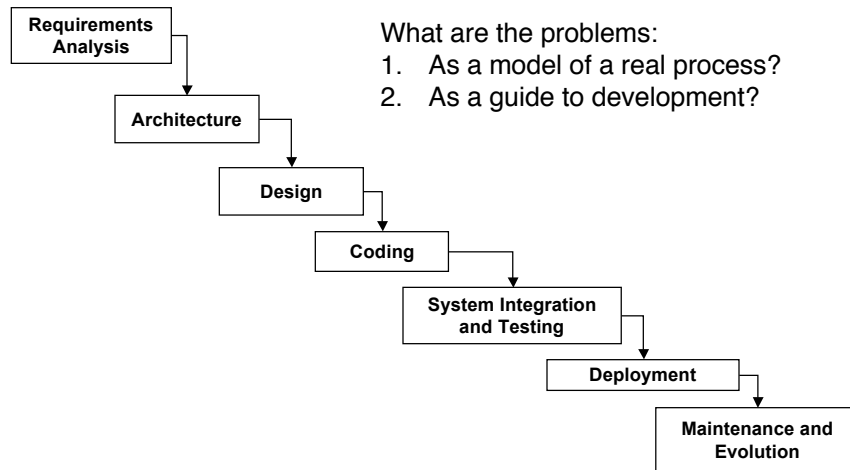 Requirements
Analysis
What are the problems:
1. As a model of a real process?
2. As a guide to development?
Architecture
Design
Coding
System Integration
and Testing
Deployment
Maintenance and
Evolution